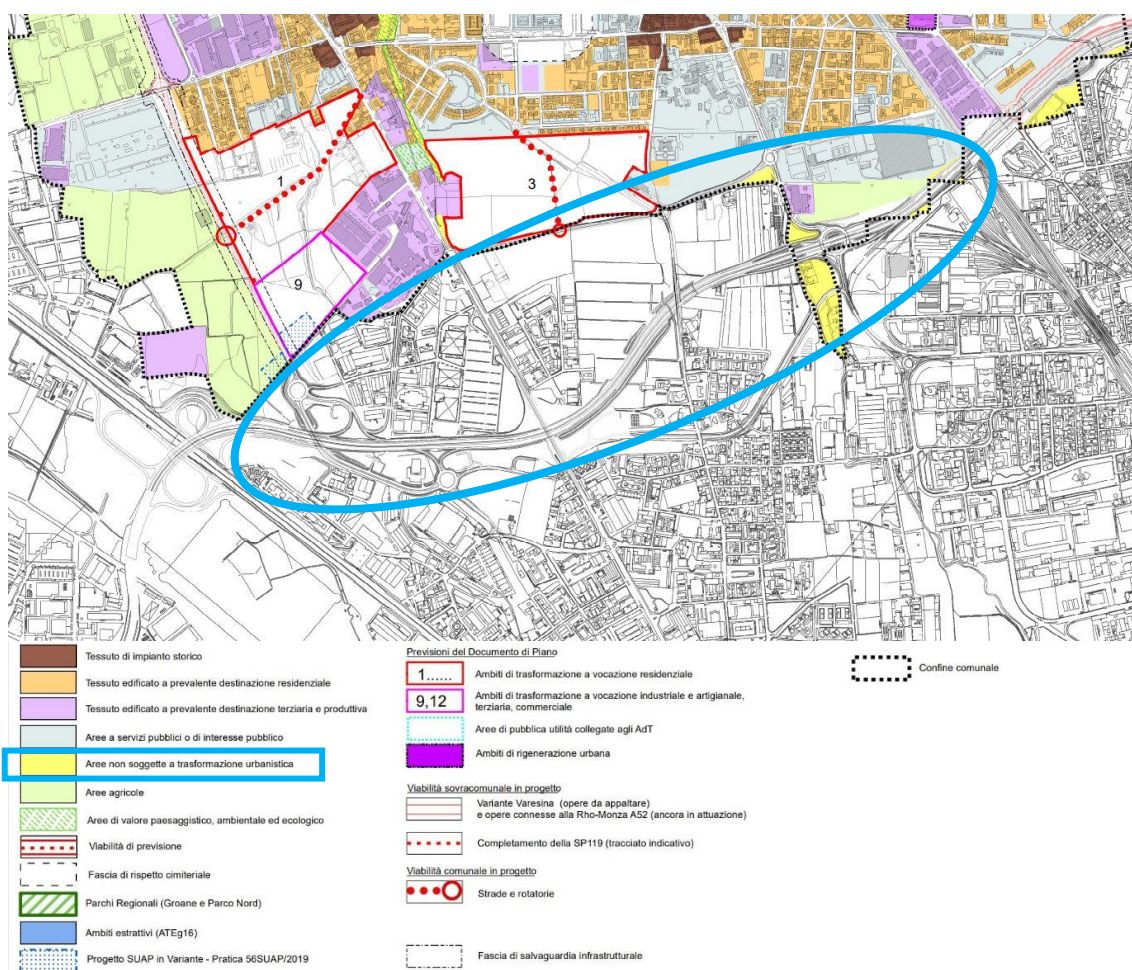 1
3
9
Tessuto di impianto storico
Tessuto edificato a prevalente destinazione residenziale
Tessuto edificato a prevalente destinazione terziaria e produttiva
Aree a servizi pubblici o di interesse pubblico
Aree non soggette a trasformazione urbanistica
Aree agricole
Aree di valore paesaggistico, ambientale ed ecologico
Viabilità di previsione
Fascia di rispetto cimiteriale
Parchi Regionali (Groane e Parco Nord)
Ambiti estrattivi (ATEg16)
Progetto SUAP in Variante - Pratica 56SUAP/2019
Previsioni del Documento di Piano
1...... Ambiti di trasformazione a vocazione residenziale
9,12 Ambiti di trasformazione a vocazione industriale e artigianale,
terziaria, commerciale
Aree di pubblica utilità collegate agli AdT
Ambiti di rigenerazione urbana
Viabilità sovracomunale in progetto
Variante Varesina (opere da appaltare)
e opere connesse alla Rho-Monza A52 (ancora in attuazione)
Completamento della SP119 (tracciato indicativo)
Viabilità comunale in progetto
Strade e rotatorie
Fascia di salvaguardia infrastrutturale
Confine comunale